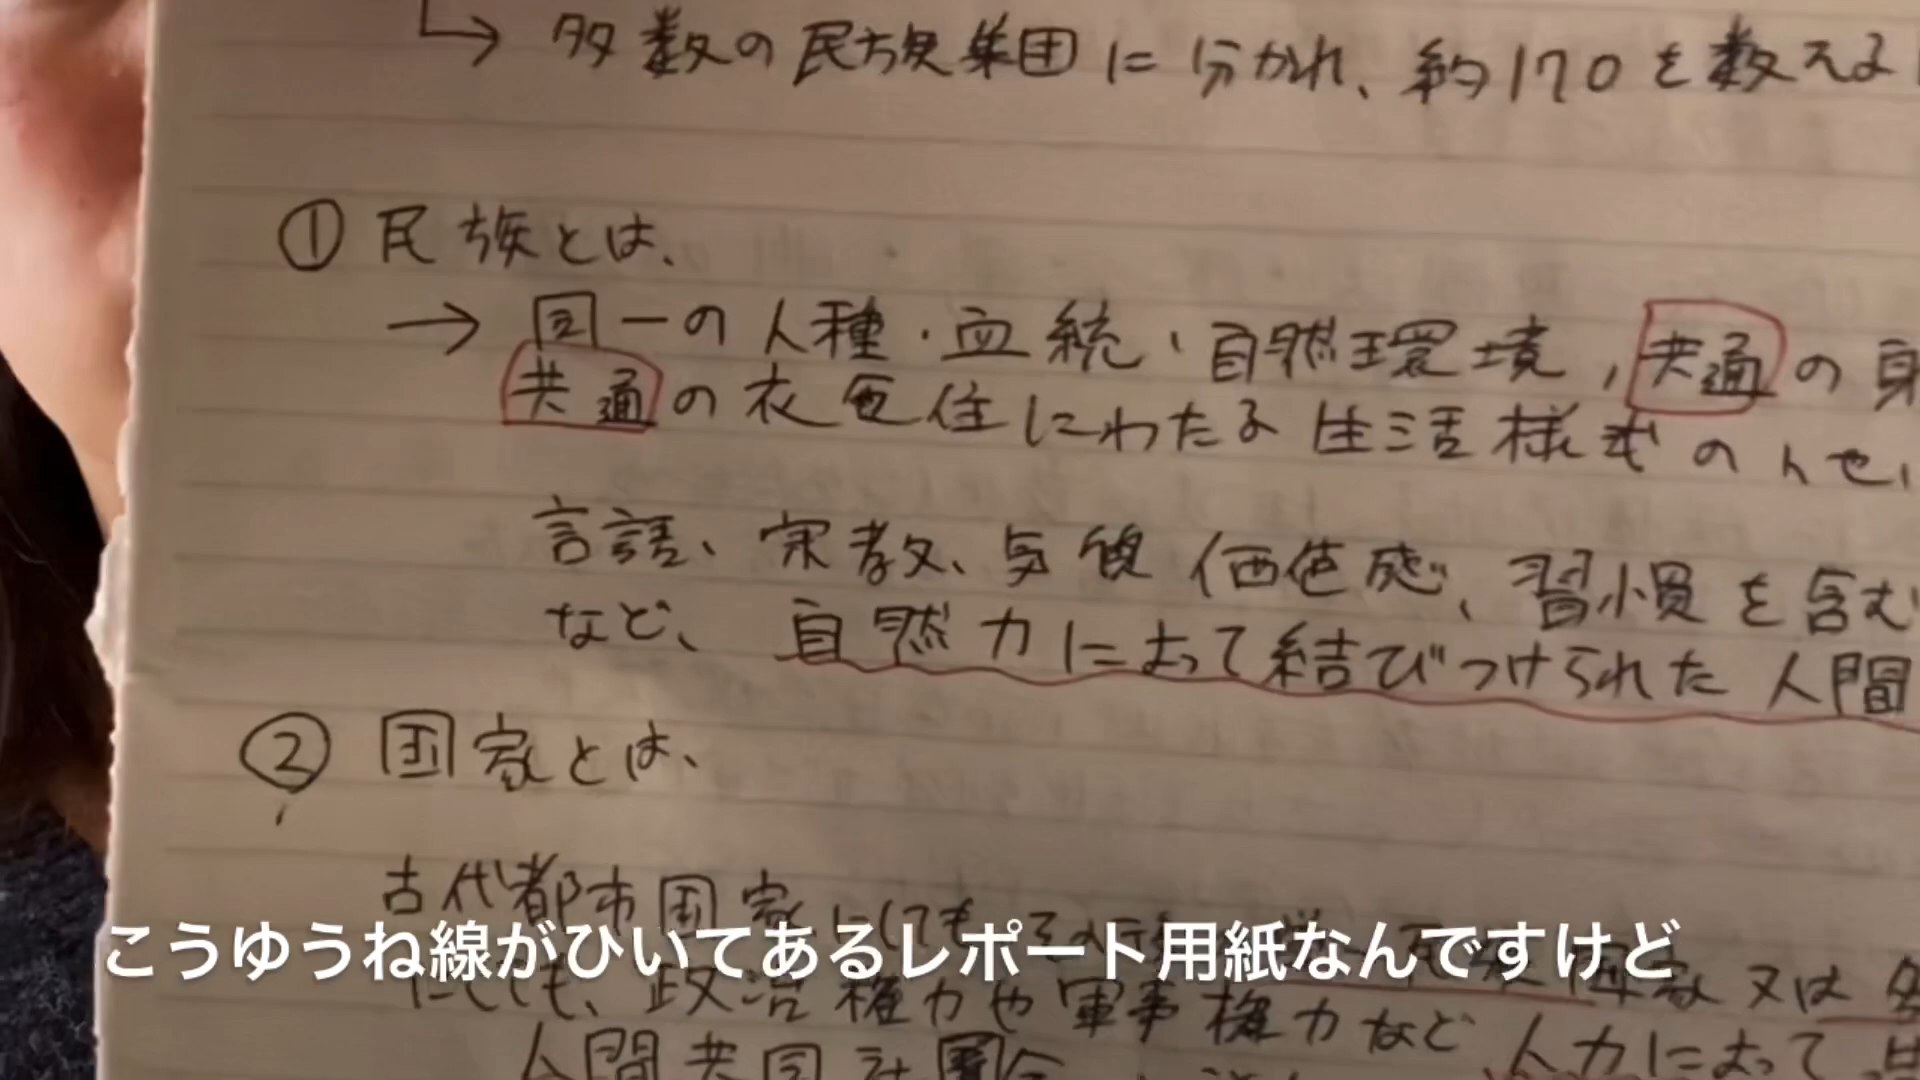 ↳ 多数の民族集団に分かれ、約170を数える
① 民族とは、
→ 同一の人種・血統、自然環境,共通の身
共通の衣食住にわたる生活様式の
言語、宗教、気質 価値感、習慣を含む
など、自然力によって結びつけられた人間
② 国家とは、
古代都市国家にしても
こうゆうね線がひいてあるレポート用紙なんですけど
にしても、政治権力や軍事権力など人力によって
人間共同社会